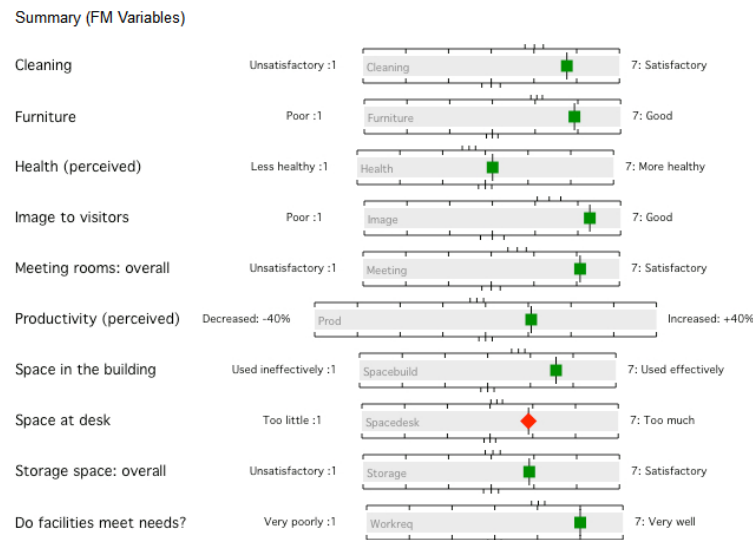 Summary (FM Variables)
Cleaning Unsatisfactory :1 Cleaning 7: Satisfactory
Furniture Poor :1 Furniture 7: Good
Health (perceived) Less healthy :1 Health 7: More healthy
Image to visitors Poor :1 Image 7: Good
Meeting rooms: overall Unsatisfactory :1 Meeting 7: Satisfactory
Productivity (perceived) Decreased: -40% Prod Increased: +40%
Space in the building Used ineffectively :1 Spacebuild 7: Used effectively
Space at desk Too little :1 Spacedesk 7: Too much
Storage space: overall Unsatisfactory :1 Storage 7: Satisfactory
Do facilities meet needs? Very poorly :1 Workreq 7: Very well